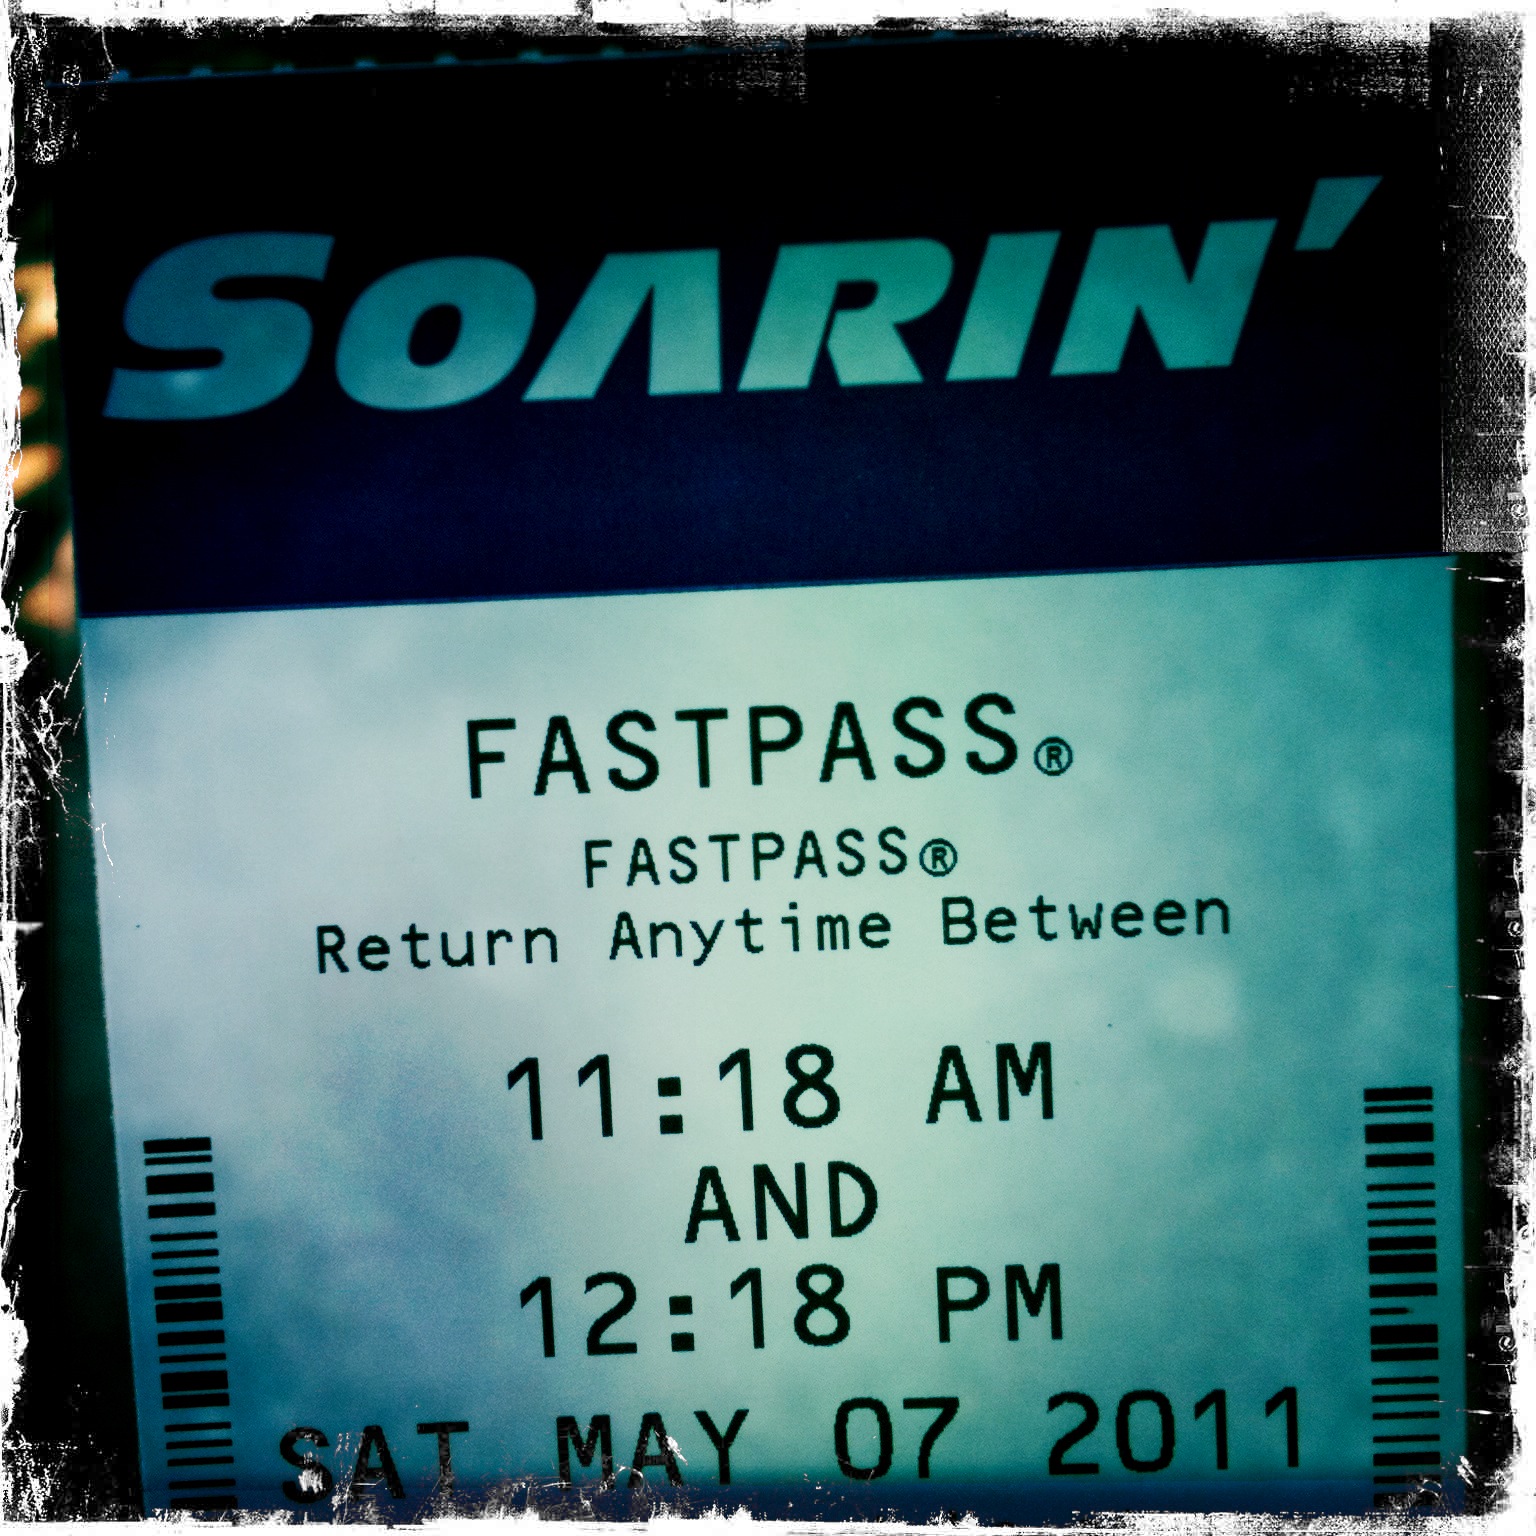 SOARIN'
FASTPASS®
FASTPASS®
Return Anytime Between
11:18 AM
AND
12:18 PM
SAT MAY 07 2011